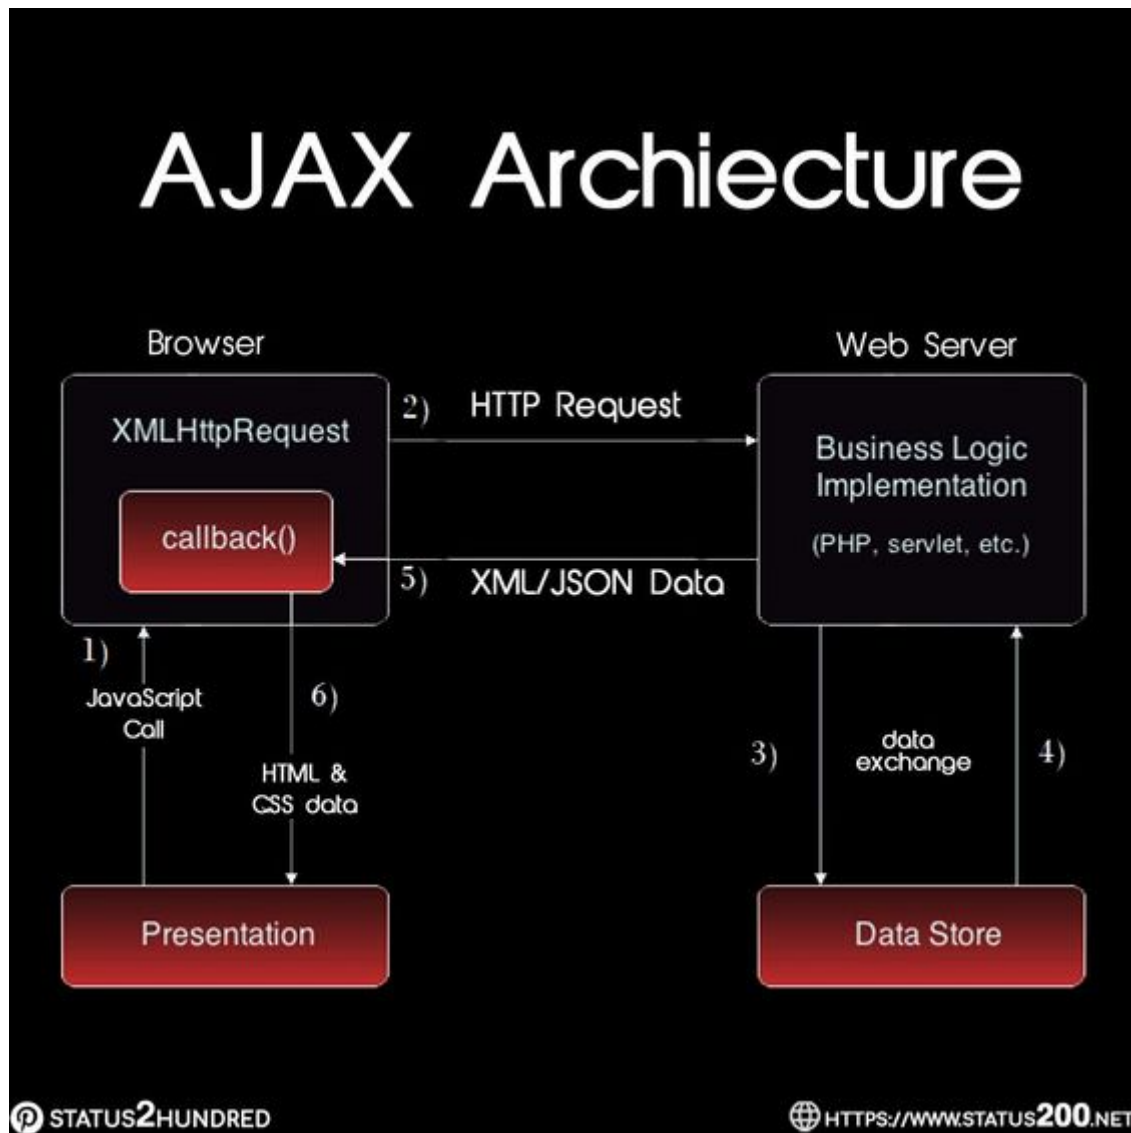 AJAX Archiecture
Browser
Web Server
XMLHttpRequest
callback()
2)
HTTP Request
Business Logic
Implementation
(PHP, servlet, etc.)
5)
XML/JSON Data
1)
JavaScript
Call
6)
HTML &
CSS data
3)
data
exchange
4)
Presentation
Data Store
STATUS2HUNDRED
HTTPS://WWW.STATUS200.NET